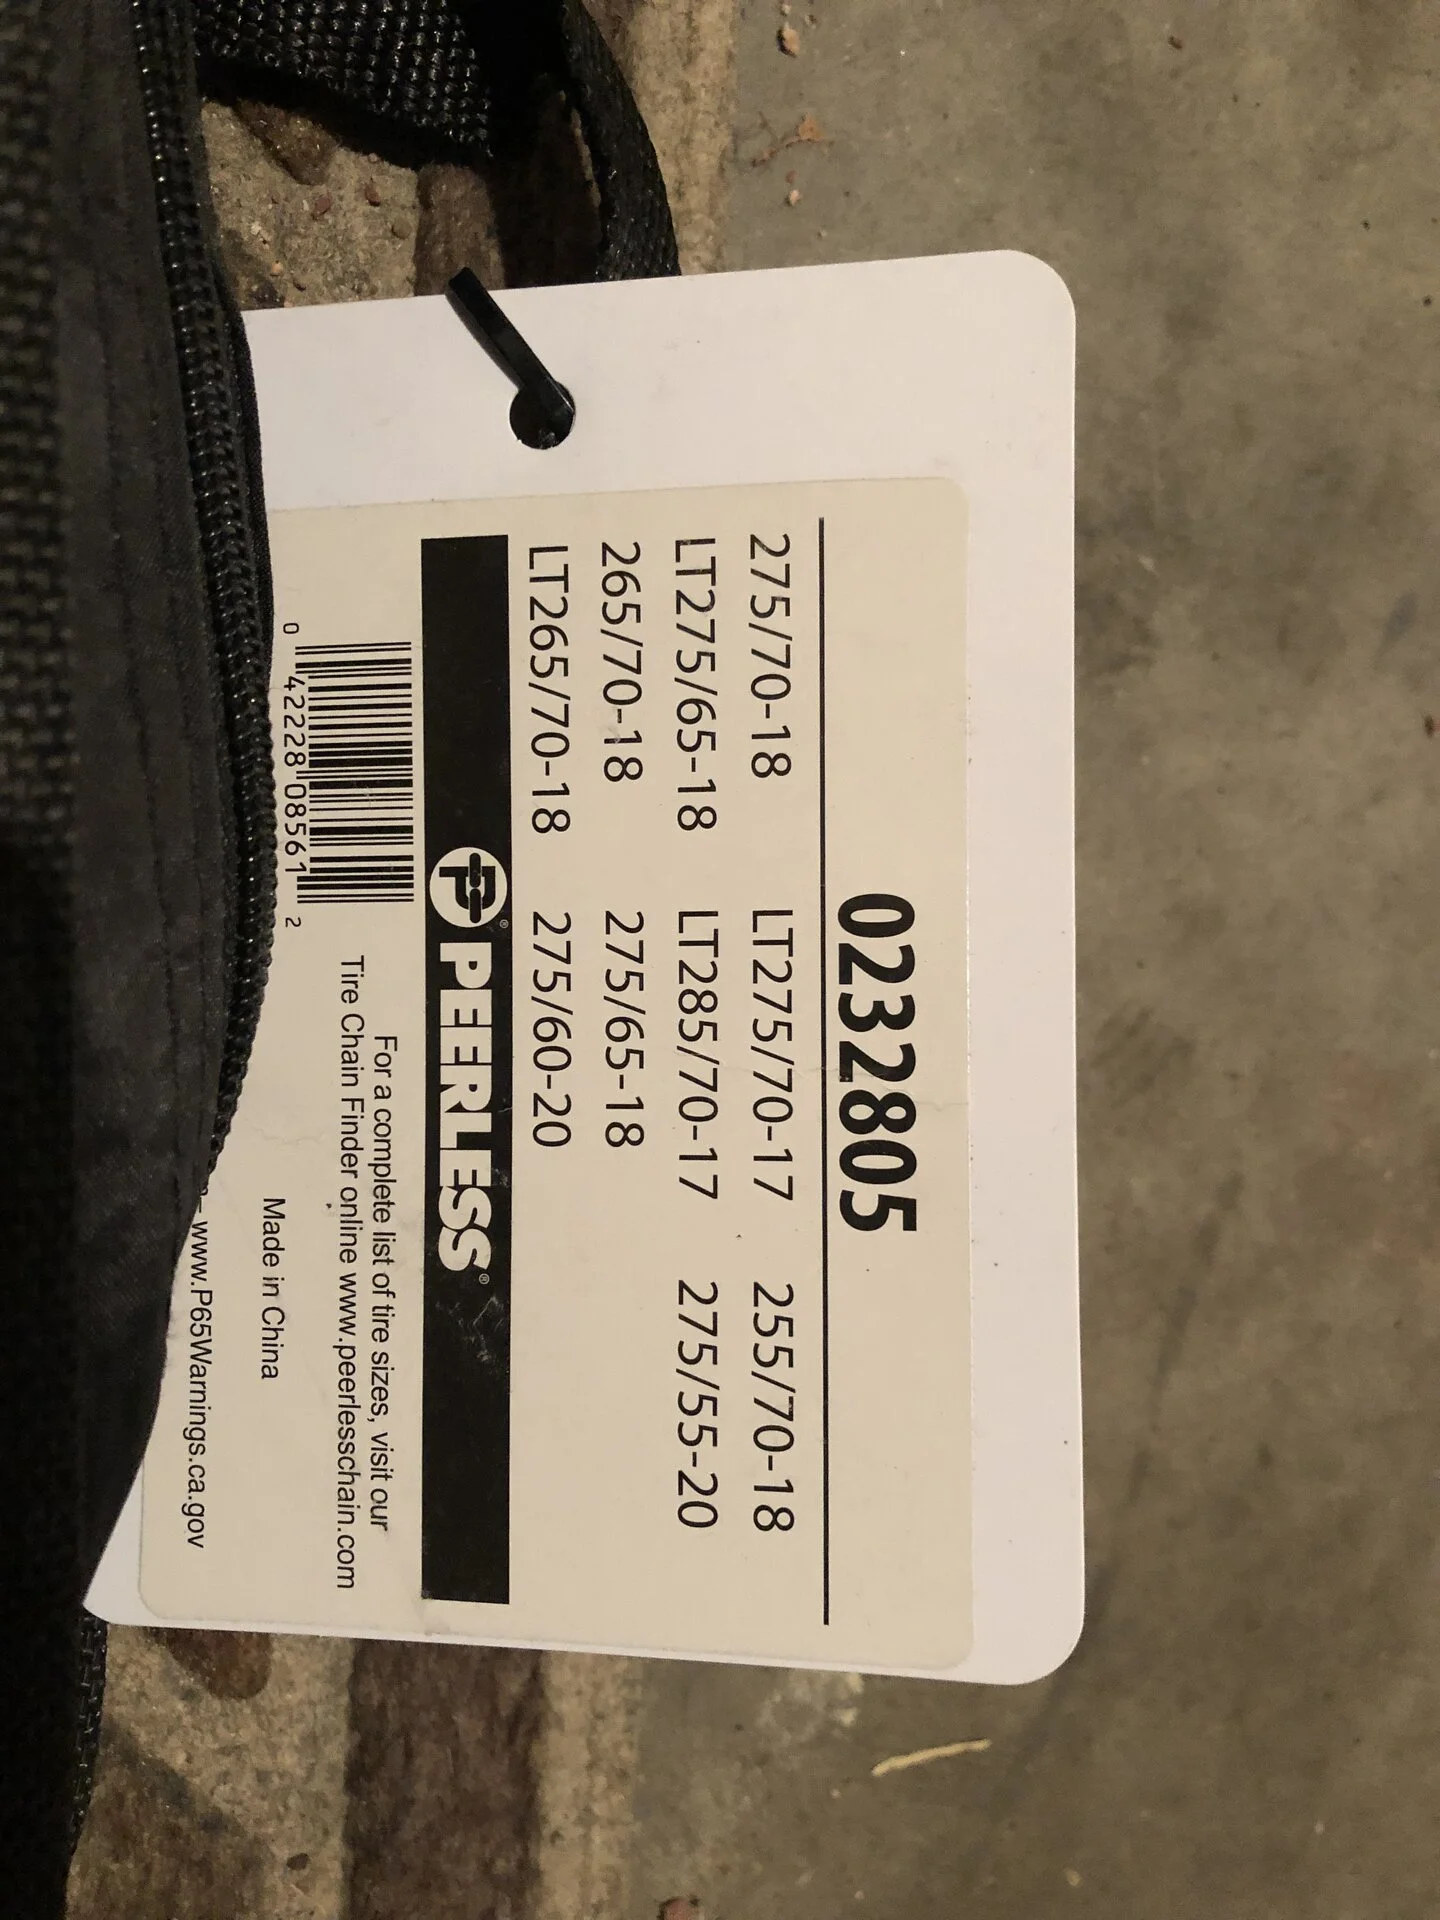 0232805
275/70-18 LT275/70-17 255/70-18
LT275/65-18 LT285/70-17 275/55-20
265/70-18 275/65-18
LT265/70-18 275/60-20
PEERLESS®
For a complete list of tire sizes, visit our
Tire Chain Finder online www.peerlesschain.com
0 42228 08561 2
Made in China
www.P65Warnings.ca.gov